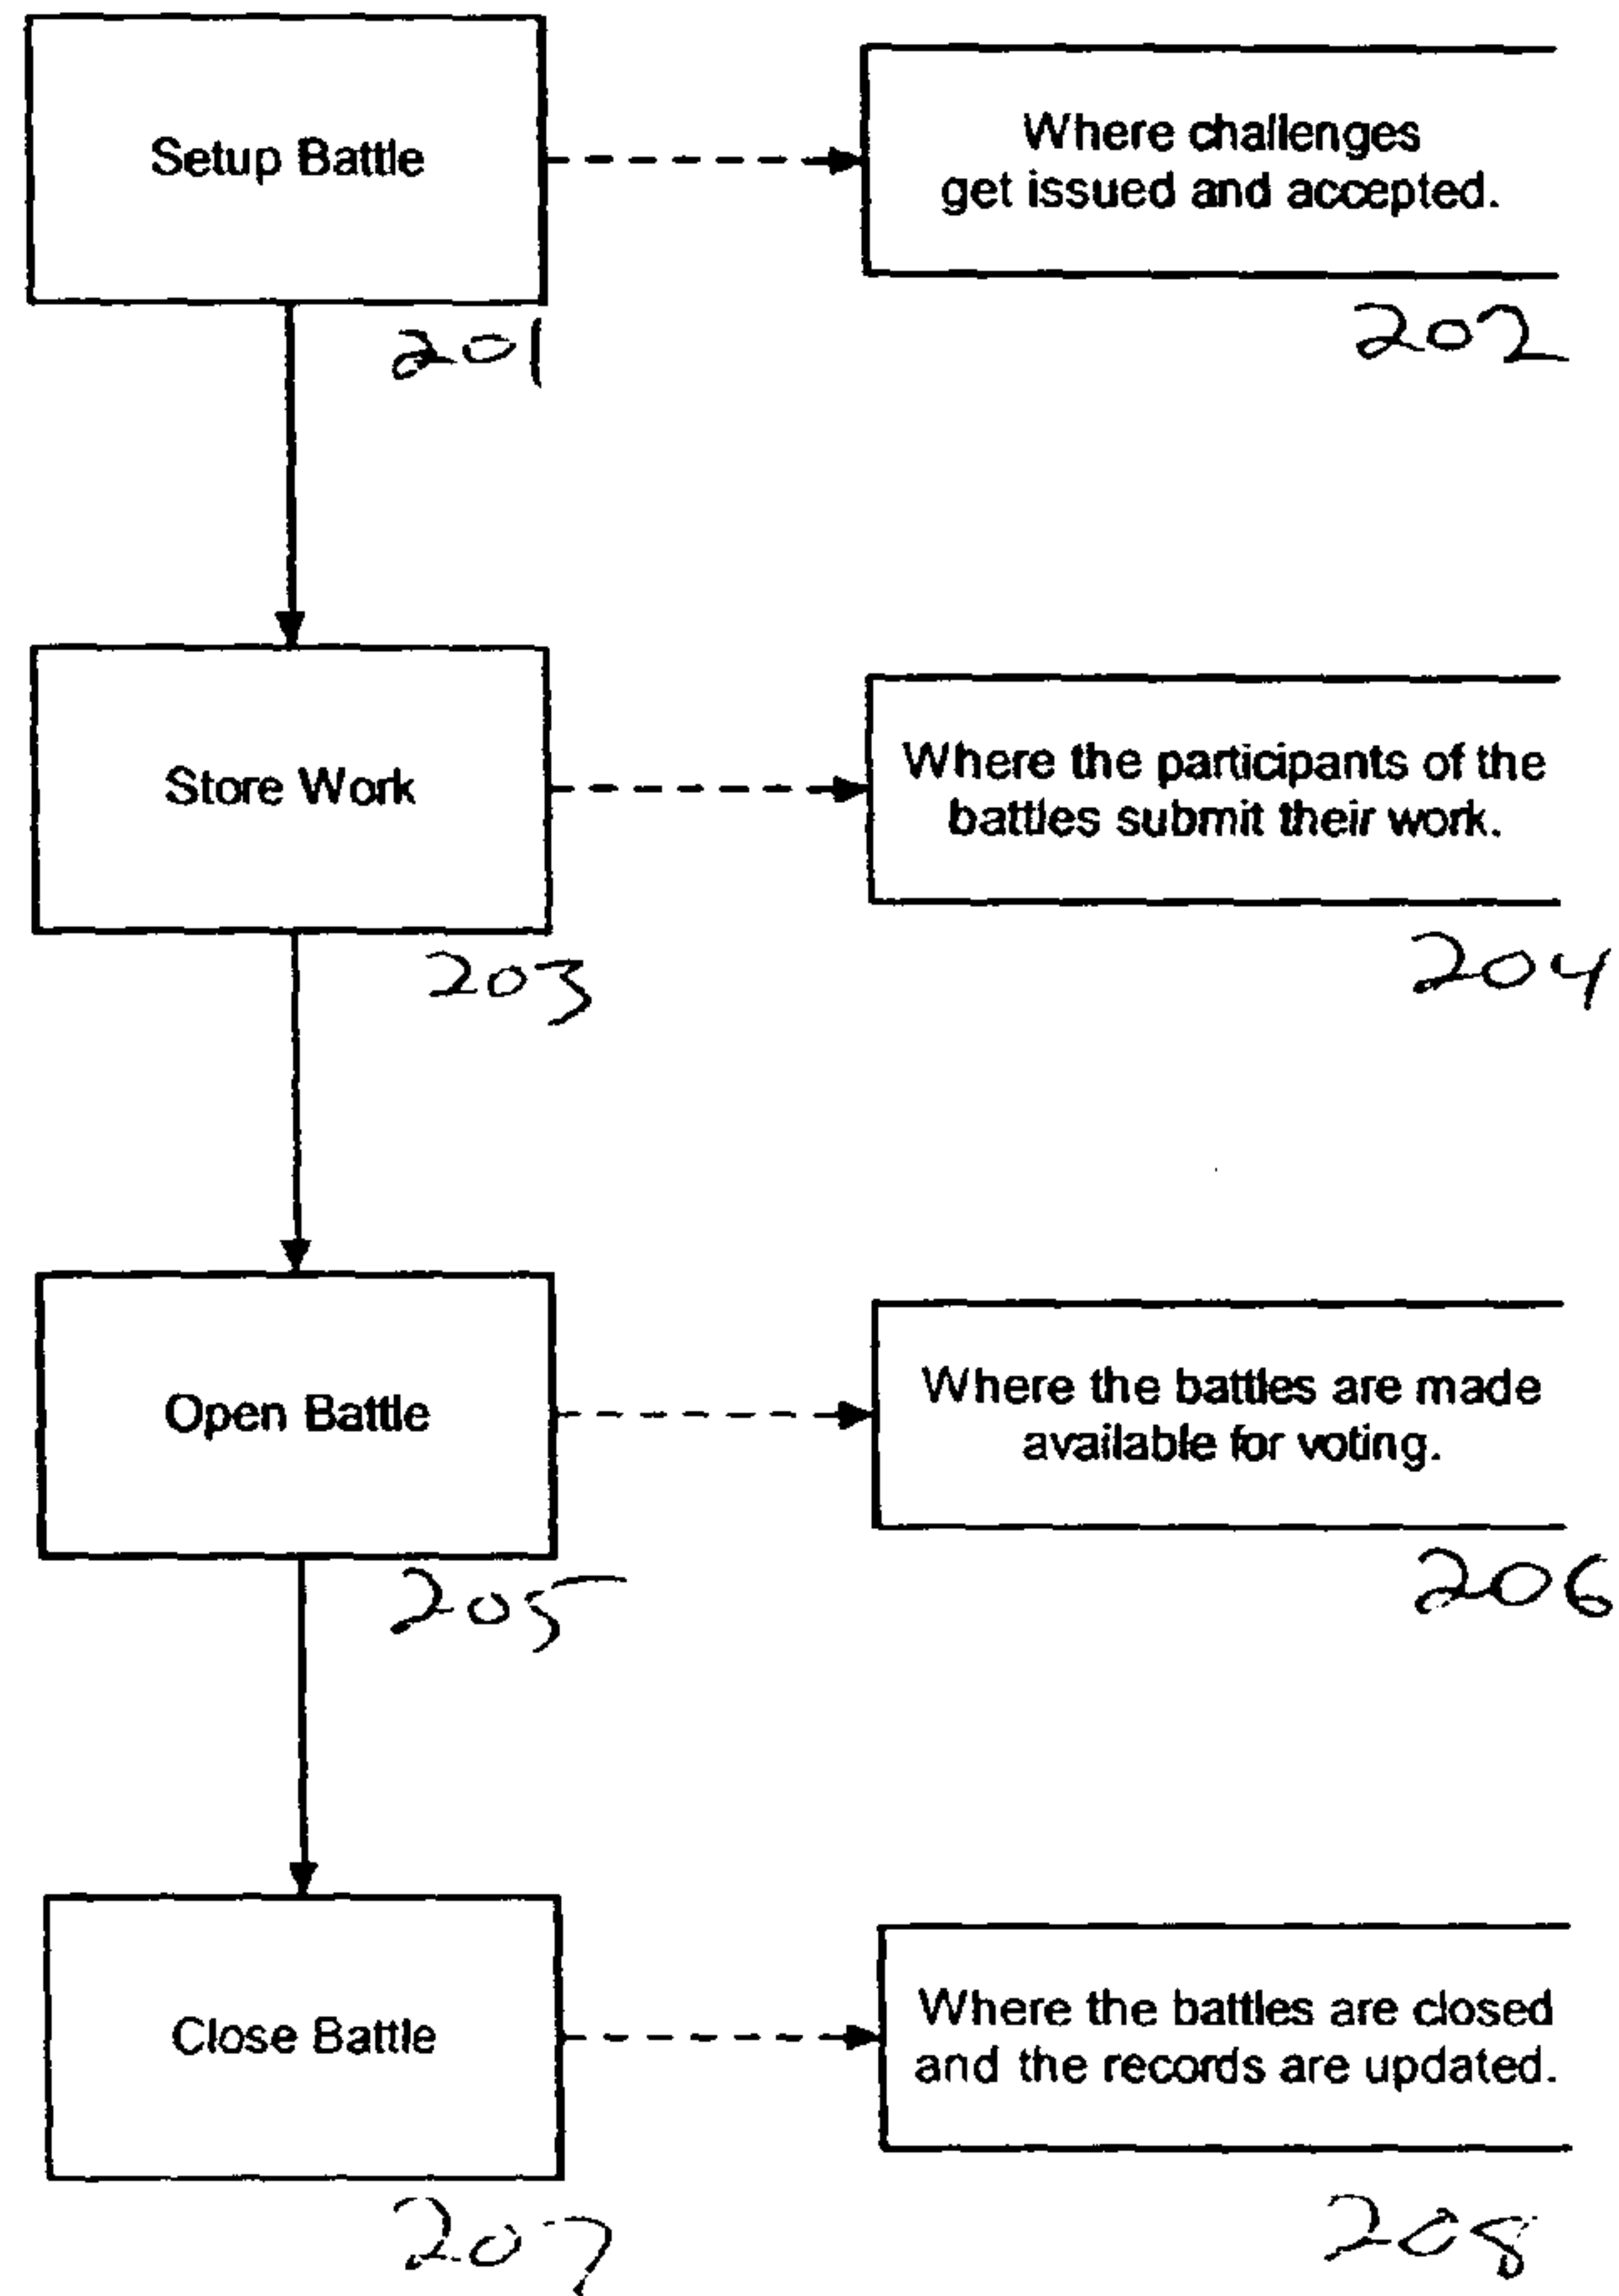 Setup Battle
Where challenges
get issued and accepted.
201
202
Store Work
Where the participants of the
battles submit their work.
203
204
Open Battle
Where the battles are made
available for voting.
205
206
Close Battle
Where the battles are closed
and the records are updated.
207
208